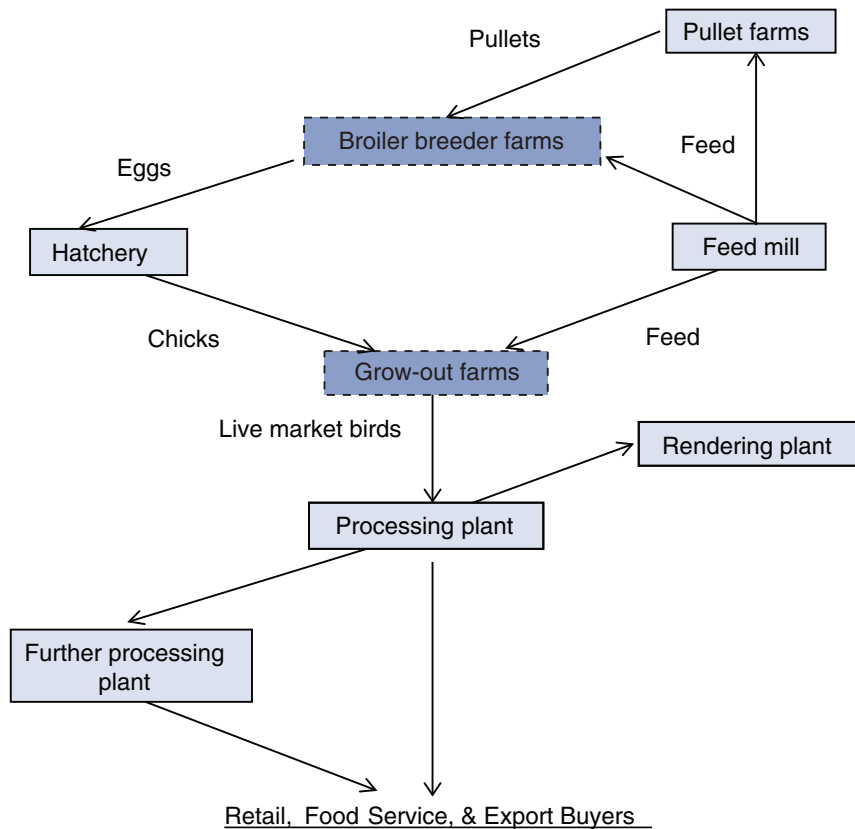 Pullets
Pullet farms
Broiler breeder farms
Feed
Eggs
Hatchery
Feed mill
Chicks
Feed
Grow-out farms
Live market birds
Rendering plant
Processing plant
Further processing
plant
Retail, Food Service, & Export Buyers